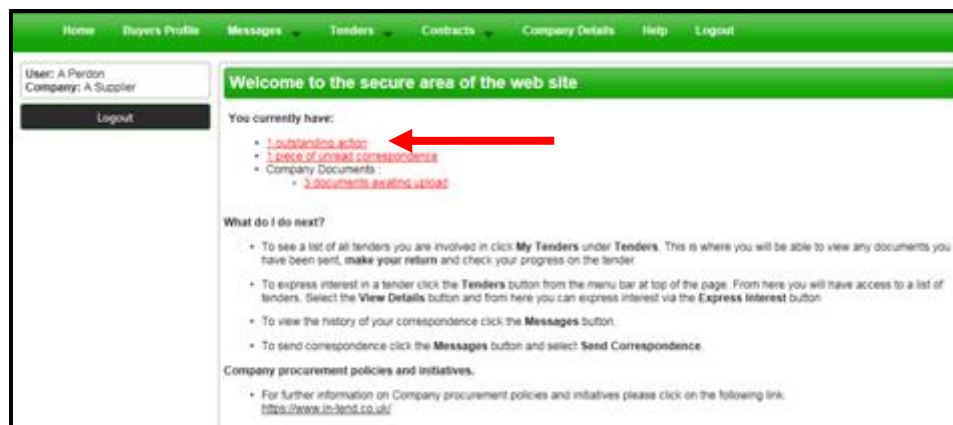 Home Buyers Profile Messages Tenders Contracts Company Details Help Logout
User: A Perdon
Company: A Supplier
Logout
Welcome to the secure area of the web site
You currently have:
1 outstanding action
1 piece of unread correspondence
Company Documents :
3 documents awaiting upload
What do I do next?
To see a list of all tenders you are involved in click My Tenders under Tenders. This is where you will be able to view any documents you
have been sent, make your return and check your progress on the tender
To express interest in a tender click the Tenders button from the menu bar at top of the page. From here you will have access to a list of
tenders. Select the View Details button and from here you can express interest via the Express Interest button
To view the history of your correspondence click the Messages button.
To send correspondence click the Messages button and select Send Correspondence.
Company procurement policies and initiatives.
For further information on Company procurement policies and initiatives please click on the following link.
https://www.in-tend.co.uk/